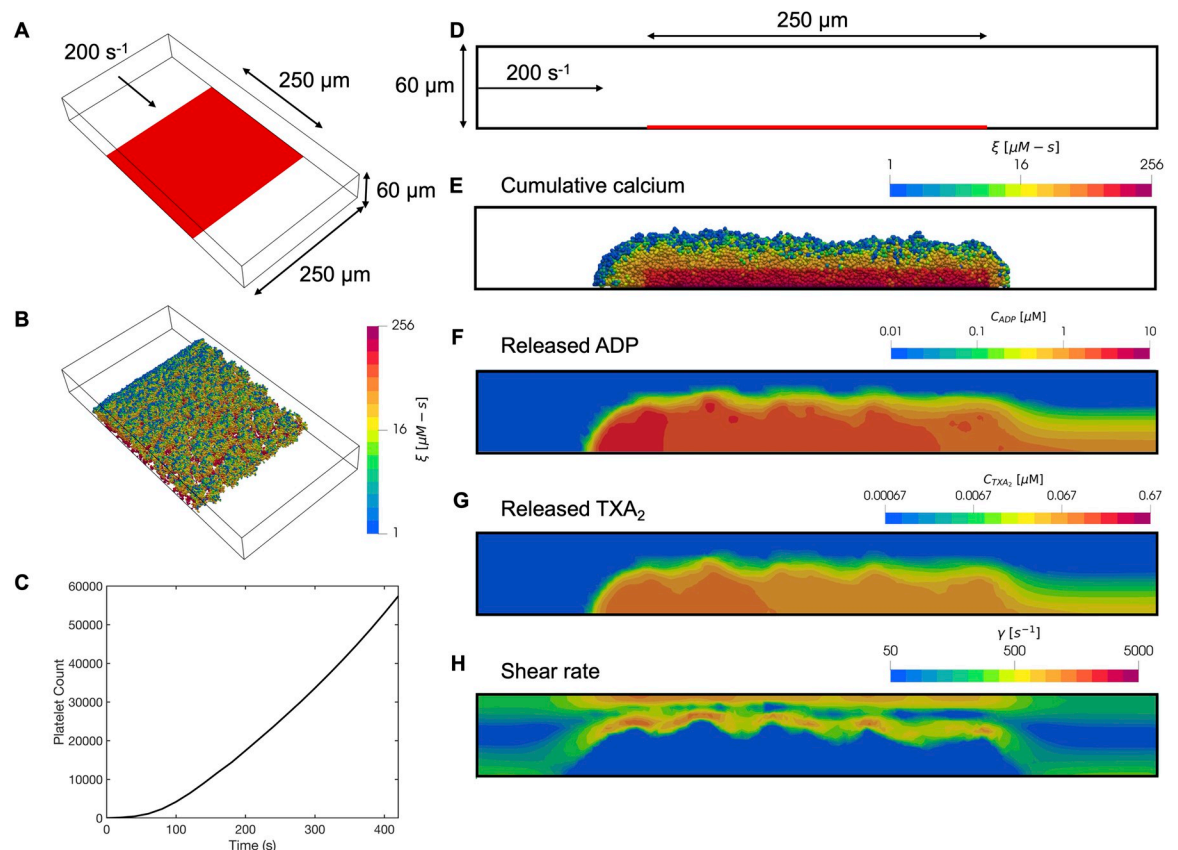 A
200 s⁻¹
250 µm
60 µm
250 µm
B
256
16
1
ξ [µM − s]
C
60000
50000
40000
30000
20000
10000
0
Platelet Count
0 100 200 300 400
Time (s)
D
250 µm
60 µm
200 s⁻¹
ξ [µM − s]
1 16 256
E Cumulative calcium
C_ADP [µM]
0.01 0.1 1 10
F Released ADP
C_TXA₂ [µM]
0.00067 0.0067 0.067 0.67
G Released TXA₂
γ [s⁻¹]
50 500 5000
H Shear rate